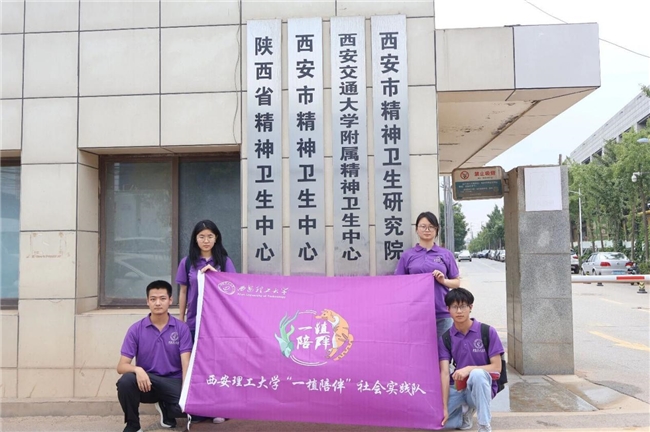 陕西省精神卫生中心
西安市精神卫生中心
西安交通大学附属精神卫生中心
西安市精神卫生研究院
西安理工大学
一植
陪伴
西安理工大学“一植陪伴”社会实践队